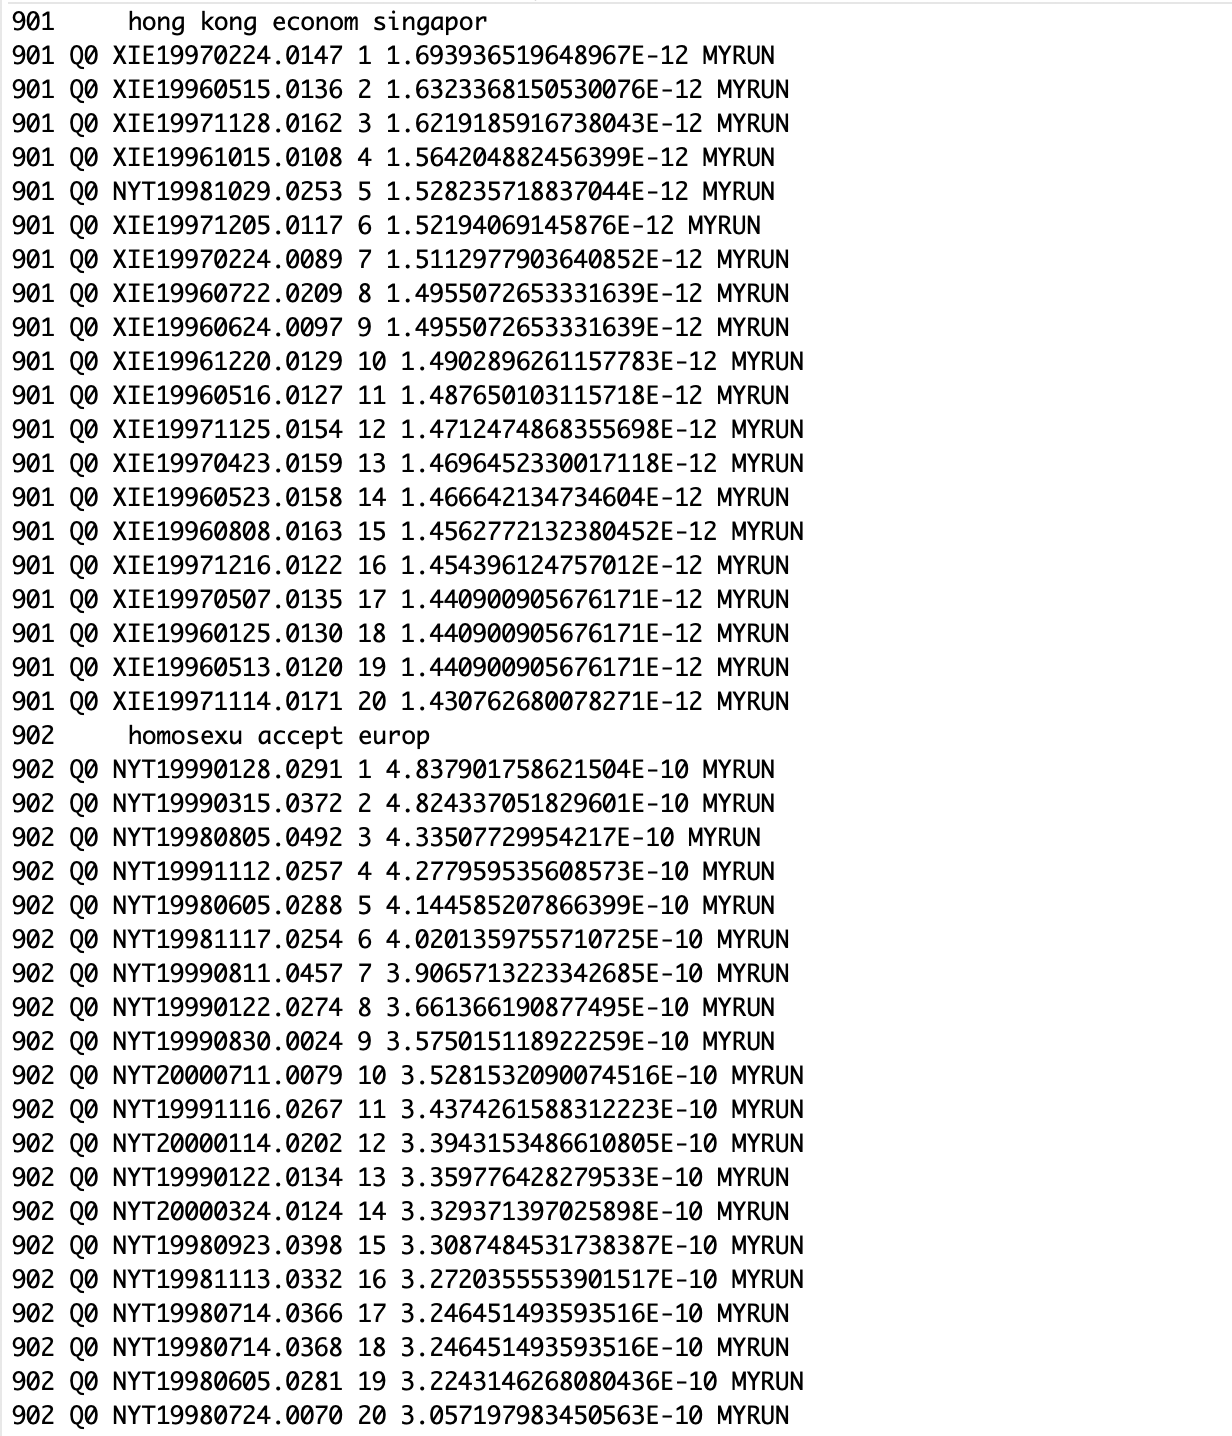 901     hong kong econom singapor
901 Q0 XIE19970224.0147 1 1.693936519648967E-12 MYRUN
901 Q0 XIE19960515.0136 2 1.6323368150530076E-12 MYRUN
901 Q0 XIE19971128.0162 3 1.6219185916738043E-12 MYRUN
901 Q0 XIE19961015.0108 4 1.564204882456399E-12 MYRUN
901 Q0 NYT19981029.0253 5 1.528235718837044E-12 MYRUN
901 Q0 XIE19971205.0117 6 1.52194069145876E-12 MYRUN
901 Q0 XIE19970224.0089 7 1.5112977903640852E-12 MYRUN
901 Q0 XIE19960722.0209 8 1.4955072653331639E-12 MYRUN
901 Q0 XIE19960624.0097 9 1.4955072653331639E-12 MYRUN
901 Q0 XIE19961220.0129 10 1.4902896261157783E-12 MYRUN
901 Q0 XIE19960516.0127 11 1.487650103115718E-12 MYRUN
901 Q0 XIE19971125.0154 12 1.4712474868355698E-12 MYRUN
901 Q0 XIE19970423.0159 13 1.4696452330017118E-12 MYRUN
901 Q0 XIE19960523.0158 14 1.466642134734604E-12 MYRUN
901 Q0 XIE19960808.0163 15 1.4562772132380452E-12 MYRUN
901 Q0 XIE19971216.0122 16 1.454396124757012E-12 MYRUN
901 Q0 XIE19970507.0135 17 1.440900905676171E-12 MYRUN
901 Q0 XIE19960125.0130 18 1.440900905676171E-12 MYRUN
901 Q0 XIE19960513.0120 19 1.440900905676171E-12 MYRUN
901 Q0 XIE19971114.0171 20 1.430762680078271E-12 MYRUN
902     homosexu accept europ
902 Q0 NYT19990128.0291 1 4.837901758621504E-10 MYRUN
902 Q0 NYT19990315.0372 2 4.824337051829601E-10 MYRUN
902 Q0 NYT19980805.0492 3 4.33507729954217E-10 MYRUN
902 Q0 NYT19991112.0257 4 4.277959535608573E-10 MYRUN
902 Q0 NYT19980605.0288 5 4.144585207866399E-10 MYRUN
902 Q0 NYT19981117.0254 6 4.0201359755710725E-10 MYRUN
902 Q0 NYT19990811.0457 7 3.9065713223342685E-10 MYRUN
902 Q0 NYT19990122.0274 8 3.661366190877495E-10 MYRUN
902 Q0 NYT19990830.0024 9 3.575015118922259E-10 MYRUN
902 Q0 NYT20000711.0079 10 3.5281532090074516E-10 MYRUN
902 Q0 NYT19991116.0267 11 3.4374261588312223E-10 MYRUN
902 Q0 NYT20000114.0202 12 3.3943153486610805E-10 MYRUN
902 Q0 NYT19990122.0134 13 3.359776428279533E-10 MYRUN
902 Q0 NYT20000324.0124 14 3.329371397025898E-10 MYRUN
902 Q0 NYT19980923.0398 15 3.3087484531738387E-10 MYRUN
902 Q0 NYT19981113.0332 16 3.2720355553901517E-10 MYRUN
902 Q0 NYT19980714.0366 17 3.246451493593516E-10 MYRUN
902 Q0 NYT19980714.0368 18 3.246451493593516E-10 MYRUN
902 Q0 NYT19980605.0281 19 3.2243146268080436E-10 MYRUN
902 Q0 NYT19980724.0070 20 3.057197983450563E-10 MYRUN